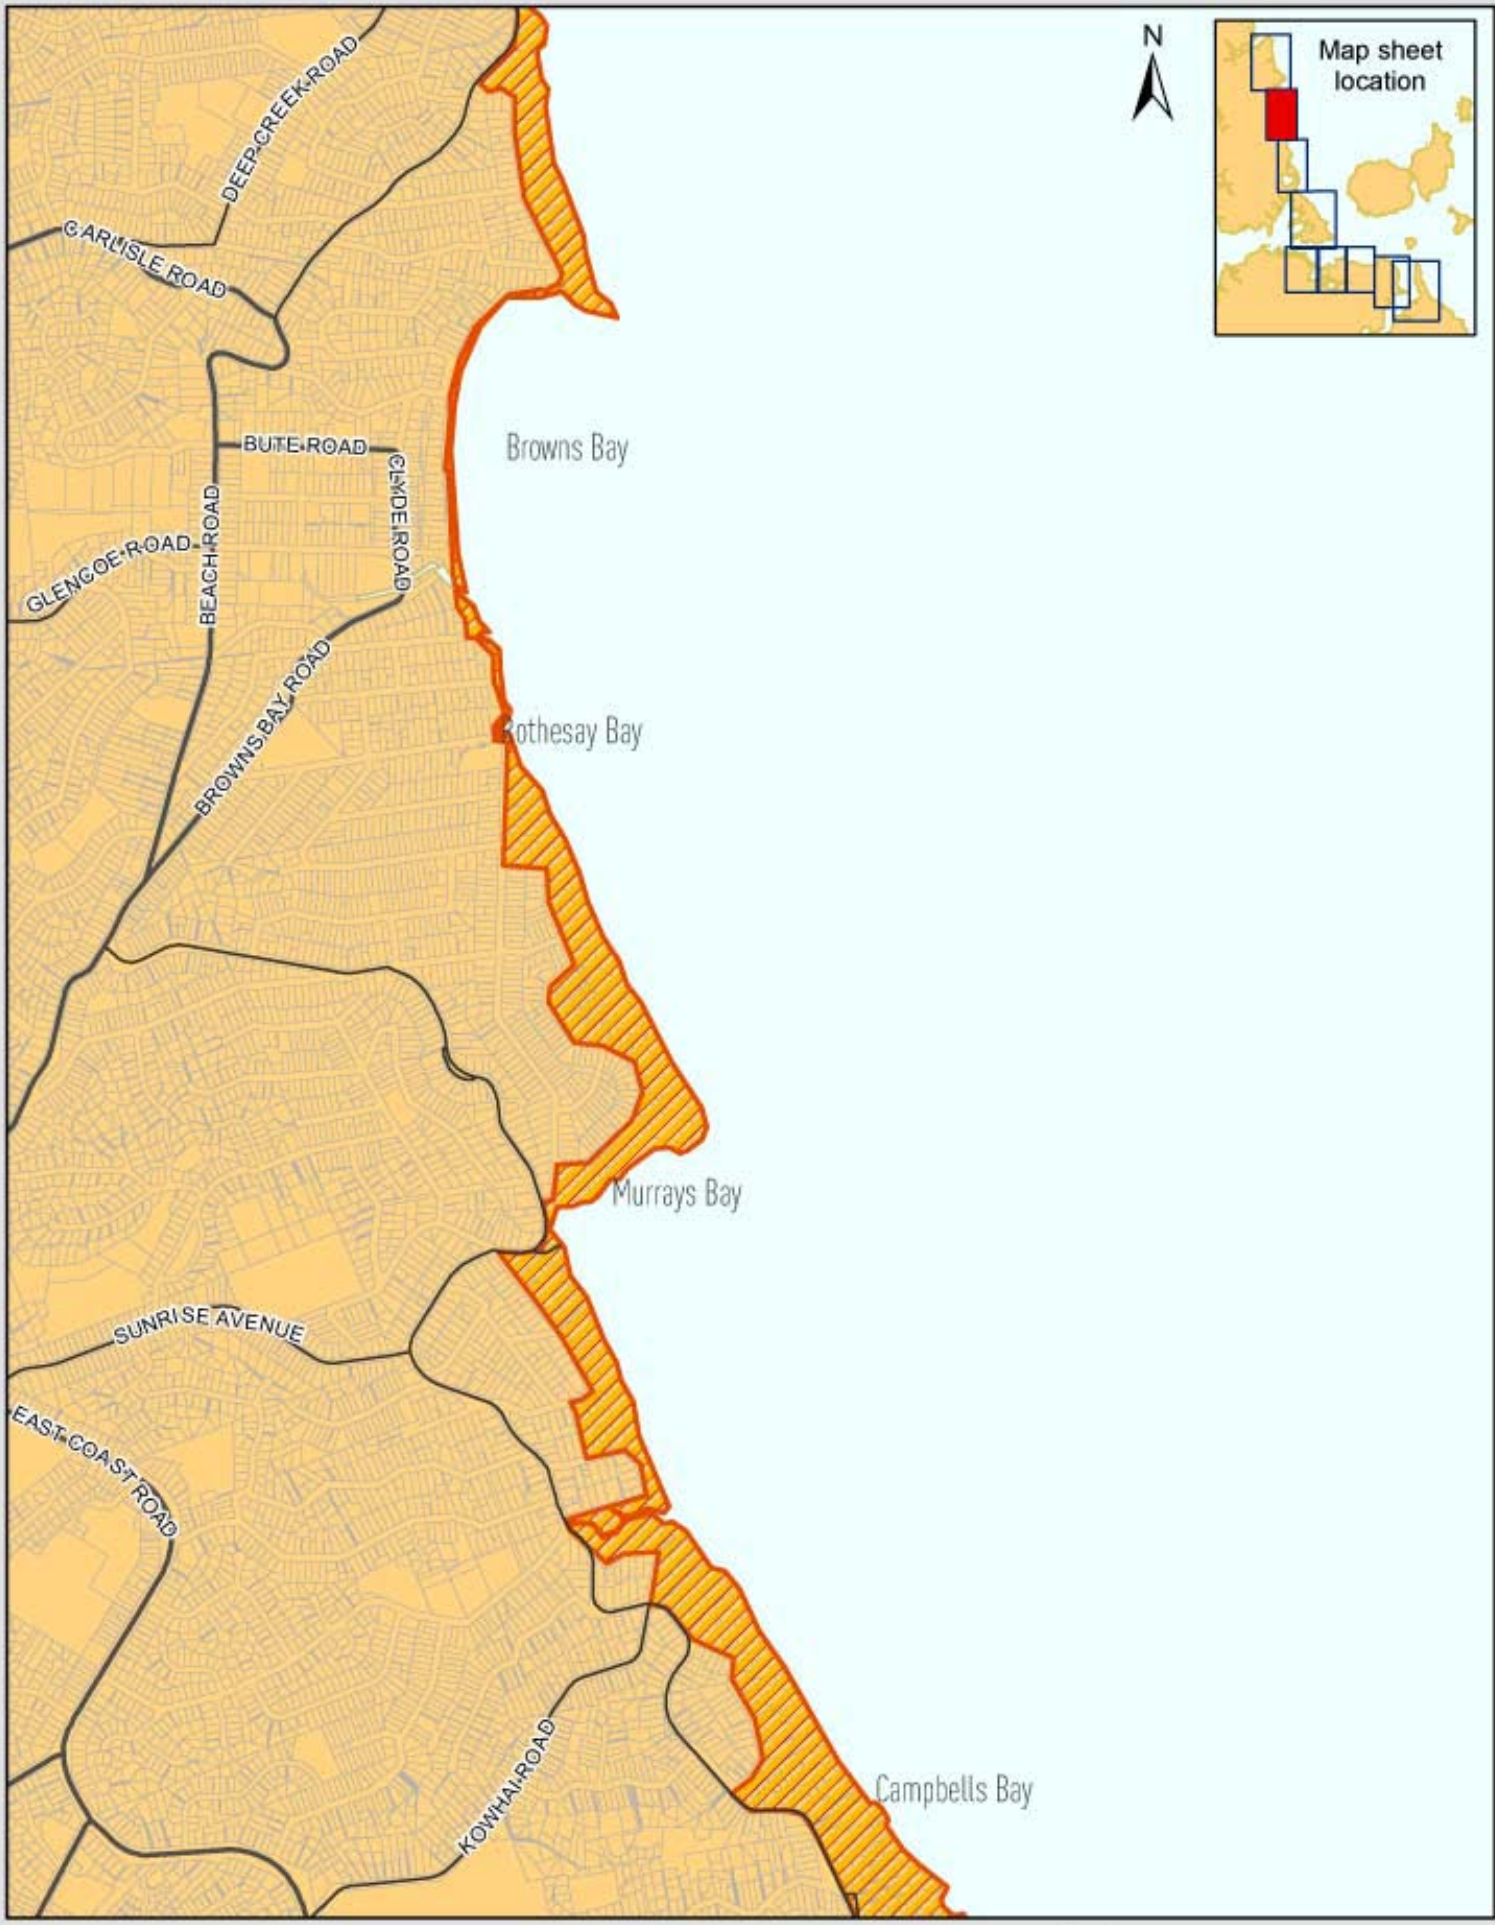 N
Map sheet
location
DEEP CREEK ROAD
CARLISLE ROAD
BUTE ROAD
Browns Bay
CLYDE ROAD
BEACH ROAD
GLENCOE ROAD
BROWNS BAY ROAD
Rothesay Bay
Murrays Bay
SUNRISE AVENUE
EAST COAST ROAD
KOWHAI ROAD
Campbells Bay